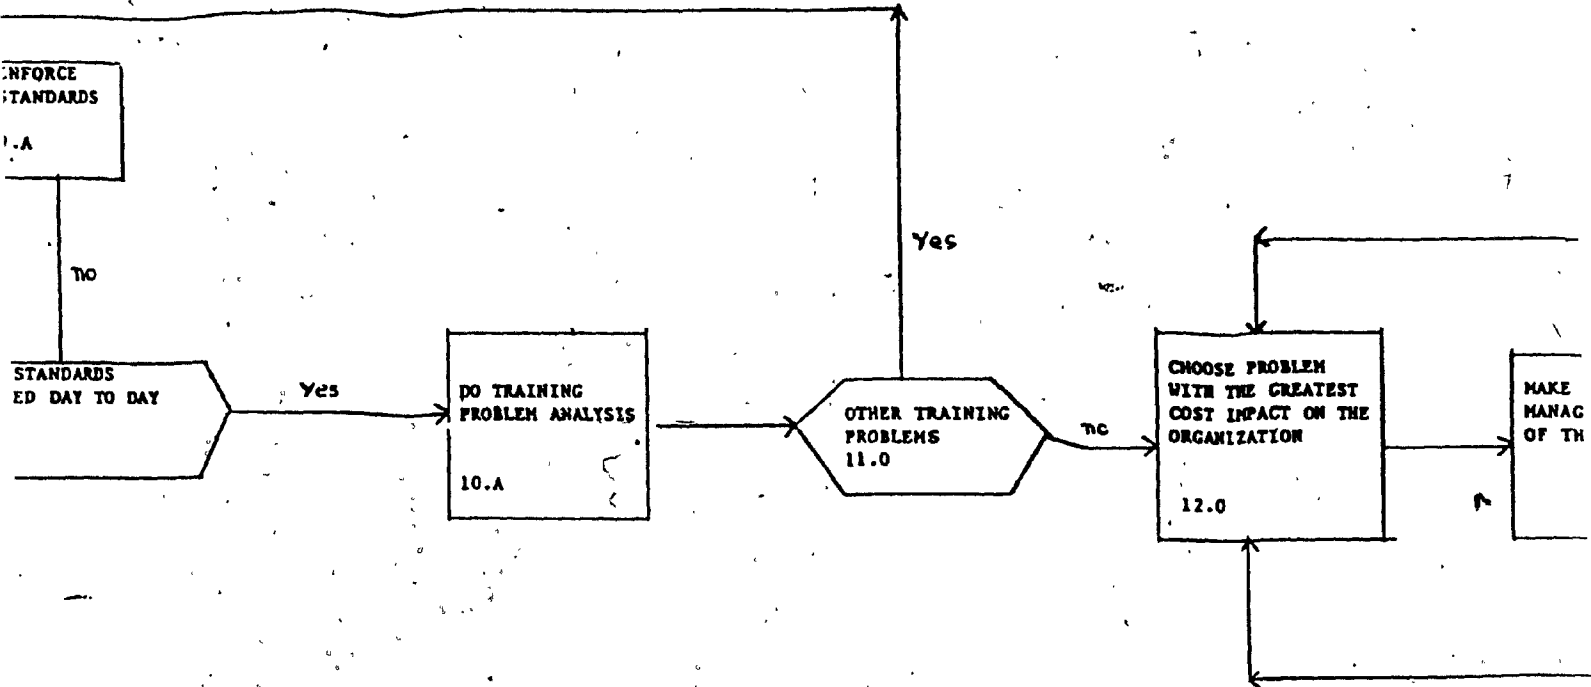 ENFORCE
STANDARDS
.A
no
STANDARDS
ED DAY TO DAY
Yes
DO TRAINING
PROBLEM ANALYSIS
10.A
Yes
OTHER TRAINING
PROBLEMS
11.0
no
CHOOSE PROBLEM
WITH THE GREATEST
COST IMPACT ON THE
ORGANIZATION
12.0
MAKE
MANAG
OF TH